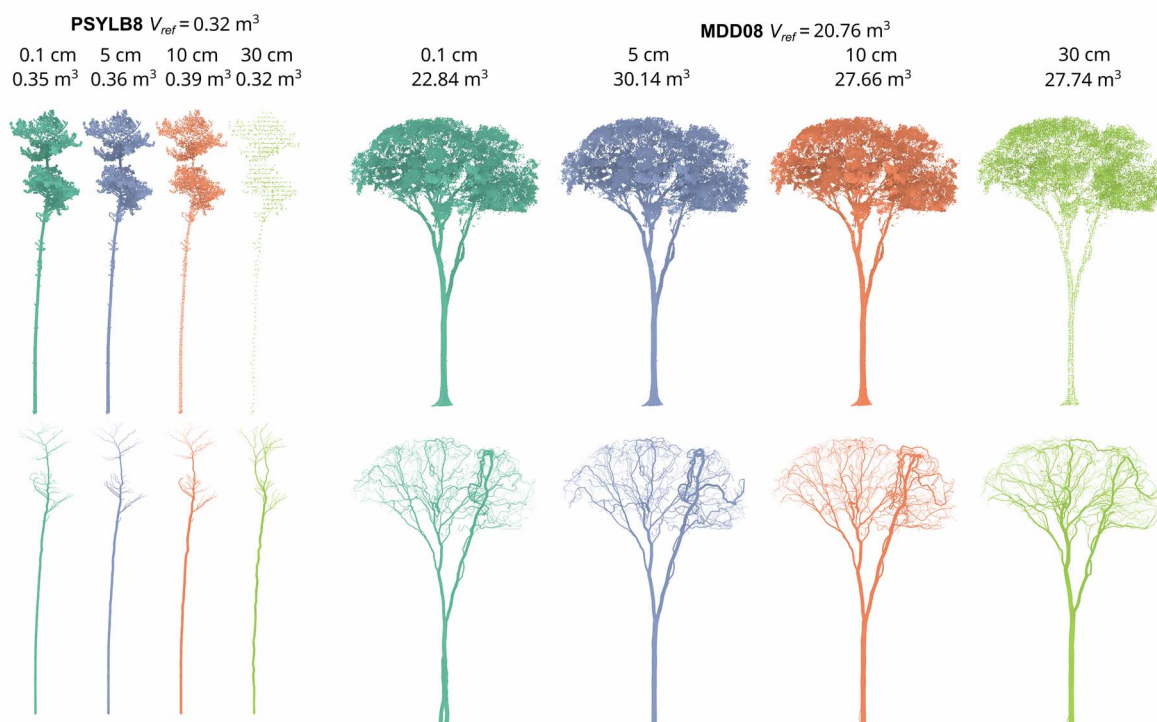 PSYLB8 V_ref = 0.32 m³
0.1 cm 5 cm 10 cm 30 cm
0.35 m³ 0.36 m³ 0.39 m³ 0.32 m³
MDD08 V_ref = 20.76 m³
0.1 cm 5 cm 10 cm 30 cm
22.84 m³ 30.14 m³ 27.66 m³ 27.74 m³